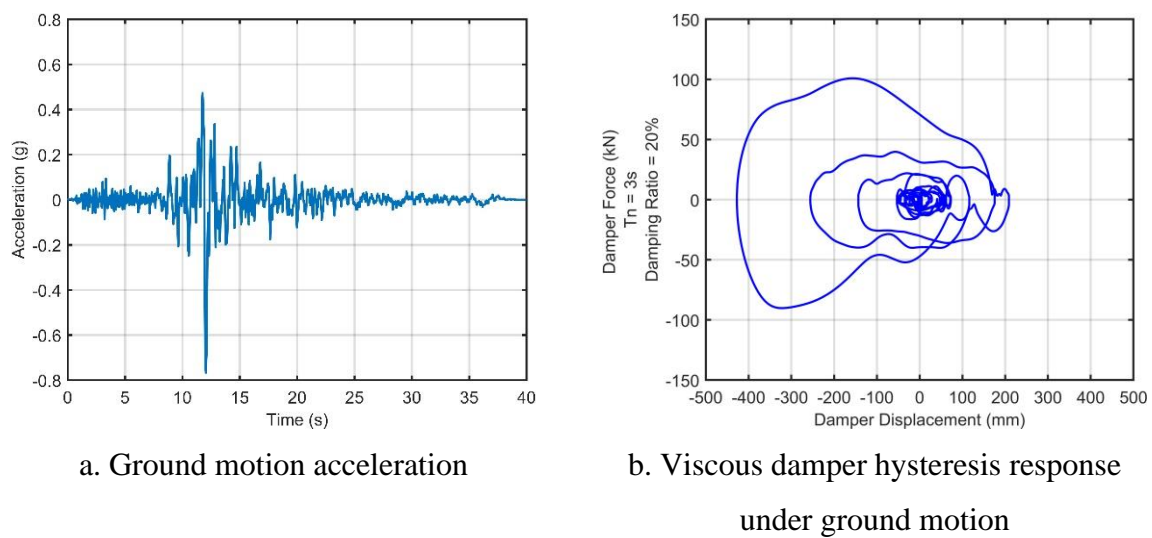 0.8
0.6
0.4
0.2
0
-0.2
-0.4
-0.6
-0.8
Acceleration (g)
0 5 10 15 20 25 30 35 40
Time (s)
a. Ground motion acceleration
Damper Force (kN)
Tn = 3s
Damping Ratio = 20%
150
100
50
0
-50
-100
-150
-500 -400 -300 -200 -100 0 100 200 300 400 500
Damper Displacement (mm)
b. Viscous damper hysteresis response
under ground motion